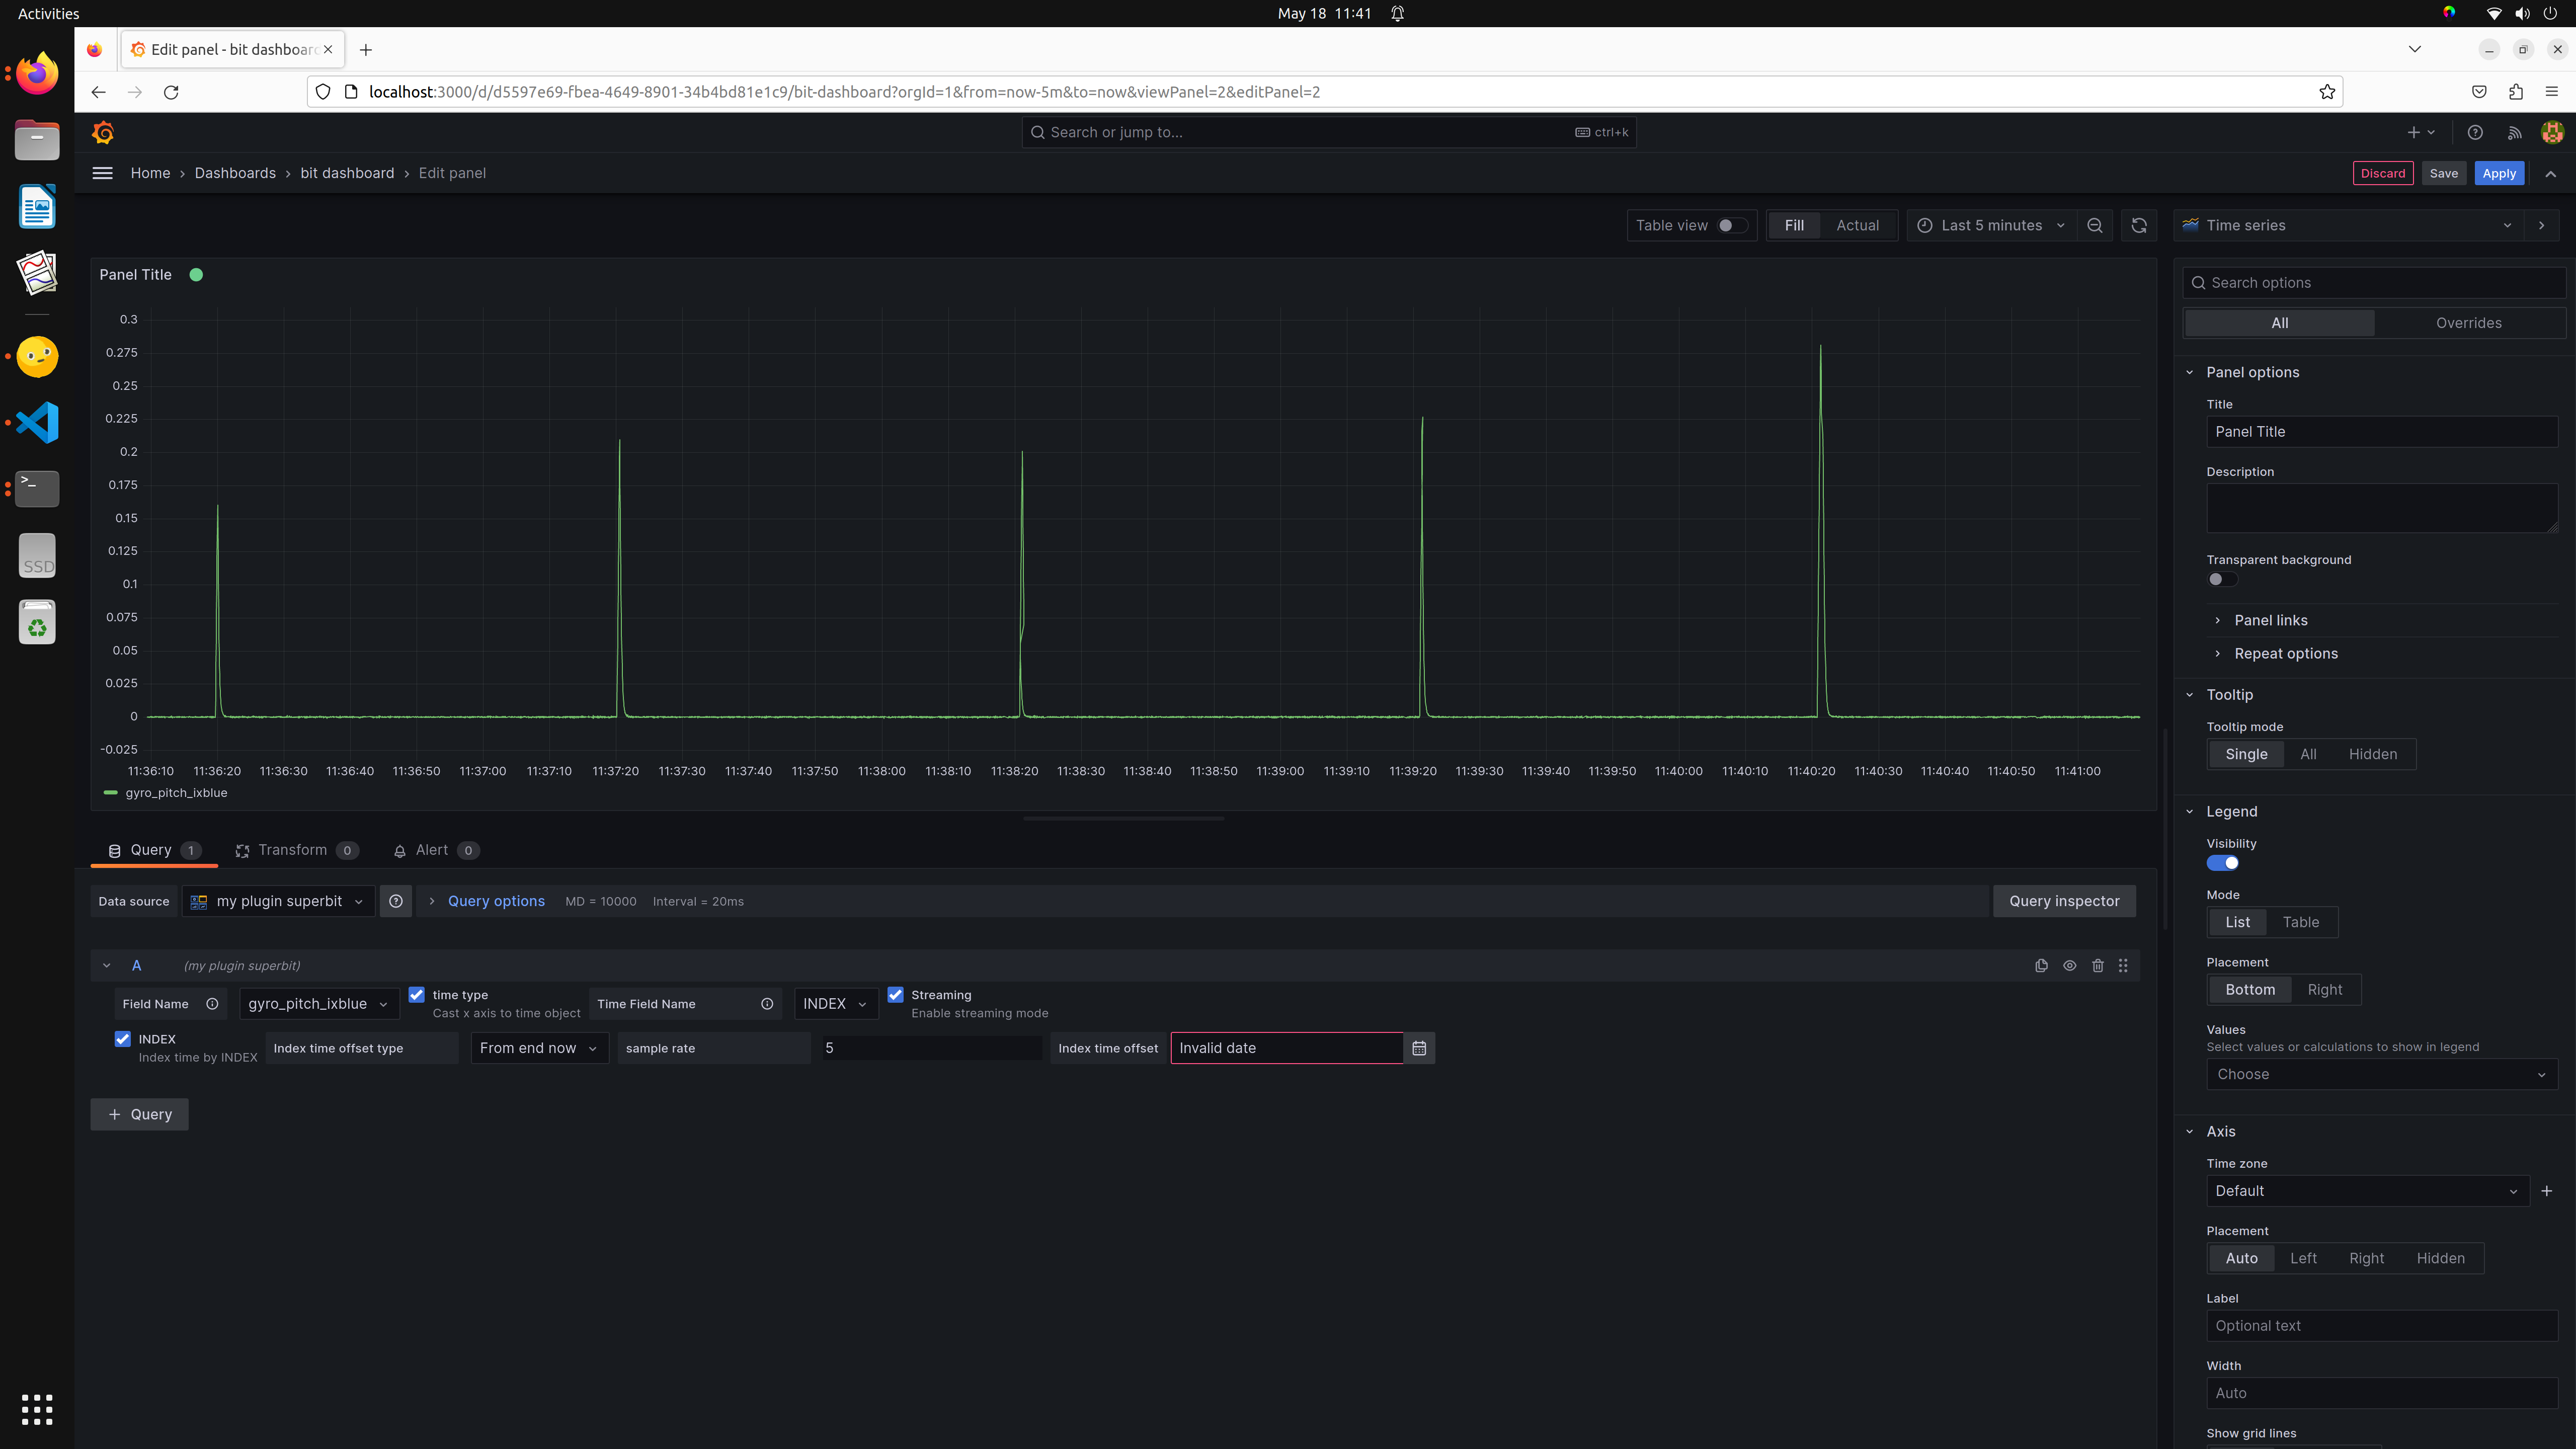 Activities
May 18 11:41
Edit panel - bit dashboard
localhost:3000/d/d5597e69-fbea-4649-8901-34b4bd81e1c9/bit-dashboard?orgId=1&from=now-5m&to=now&viewPanel=2&editPanel=2
Search or jump to...
ctrl+k
Home › Dashboards › bit dashboard › Edit panel
Discard Save Apply
Table view
Fill Actual
Last 5 minutes
Time series
Panel Title
0.3
0.275
0.25
0.225
0.2
0.175
0.15
0.125
0.1
0.075
0.05
0.025
0
-0.025
11:36:10 11:36:20 11:36:30 11:36:40 11:36:50 11:37:00 11:37:10 11:37:20 11:37:30 11:37:40 11:37:50 11:38:00 11:38:10 11:38:20 11:38:30 11:38:40 11:38:50 11:39:00 11:39:10 11:39:20 11:39:30 11:39:40 11:39:50 11:40:00 11:40:10 11:40:20 11:40:30 11:40:40 11:40:50 11:41:00
gyro_pitch_ixblue
Query 1 Transform 0 Alert 0
Data source my plugin superbit
Query options MD = 10000 Interval = 20ms
Query inspector
A (my plugin superbit)
Field Name gyro_pitch_ixblue
time type
Cast x axis to time object
Time Field Name INDEX
Streaming
Enable streaming mode
INDEX
Index time by INDEX
Index time offset type From end now
sample rate 5
Index time offset Invalid date
+ Query
Search options
All Overrides
Panel options
Title
Panel Title
Description
Transparent background
Panel links
Repeat options
Tooltip
Tooltip mode
Single All Hidden
Legend
Visibility
Mode
List Table
Placement
Bottom Right
Values
Select values or calculations to show in legend
Choose
Axis
Time zone
Default
Placement
Auto Left Right Hidden
Label
Optional text
Width
Auto
Show grid lines
SSD